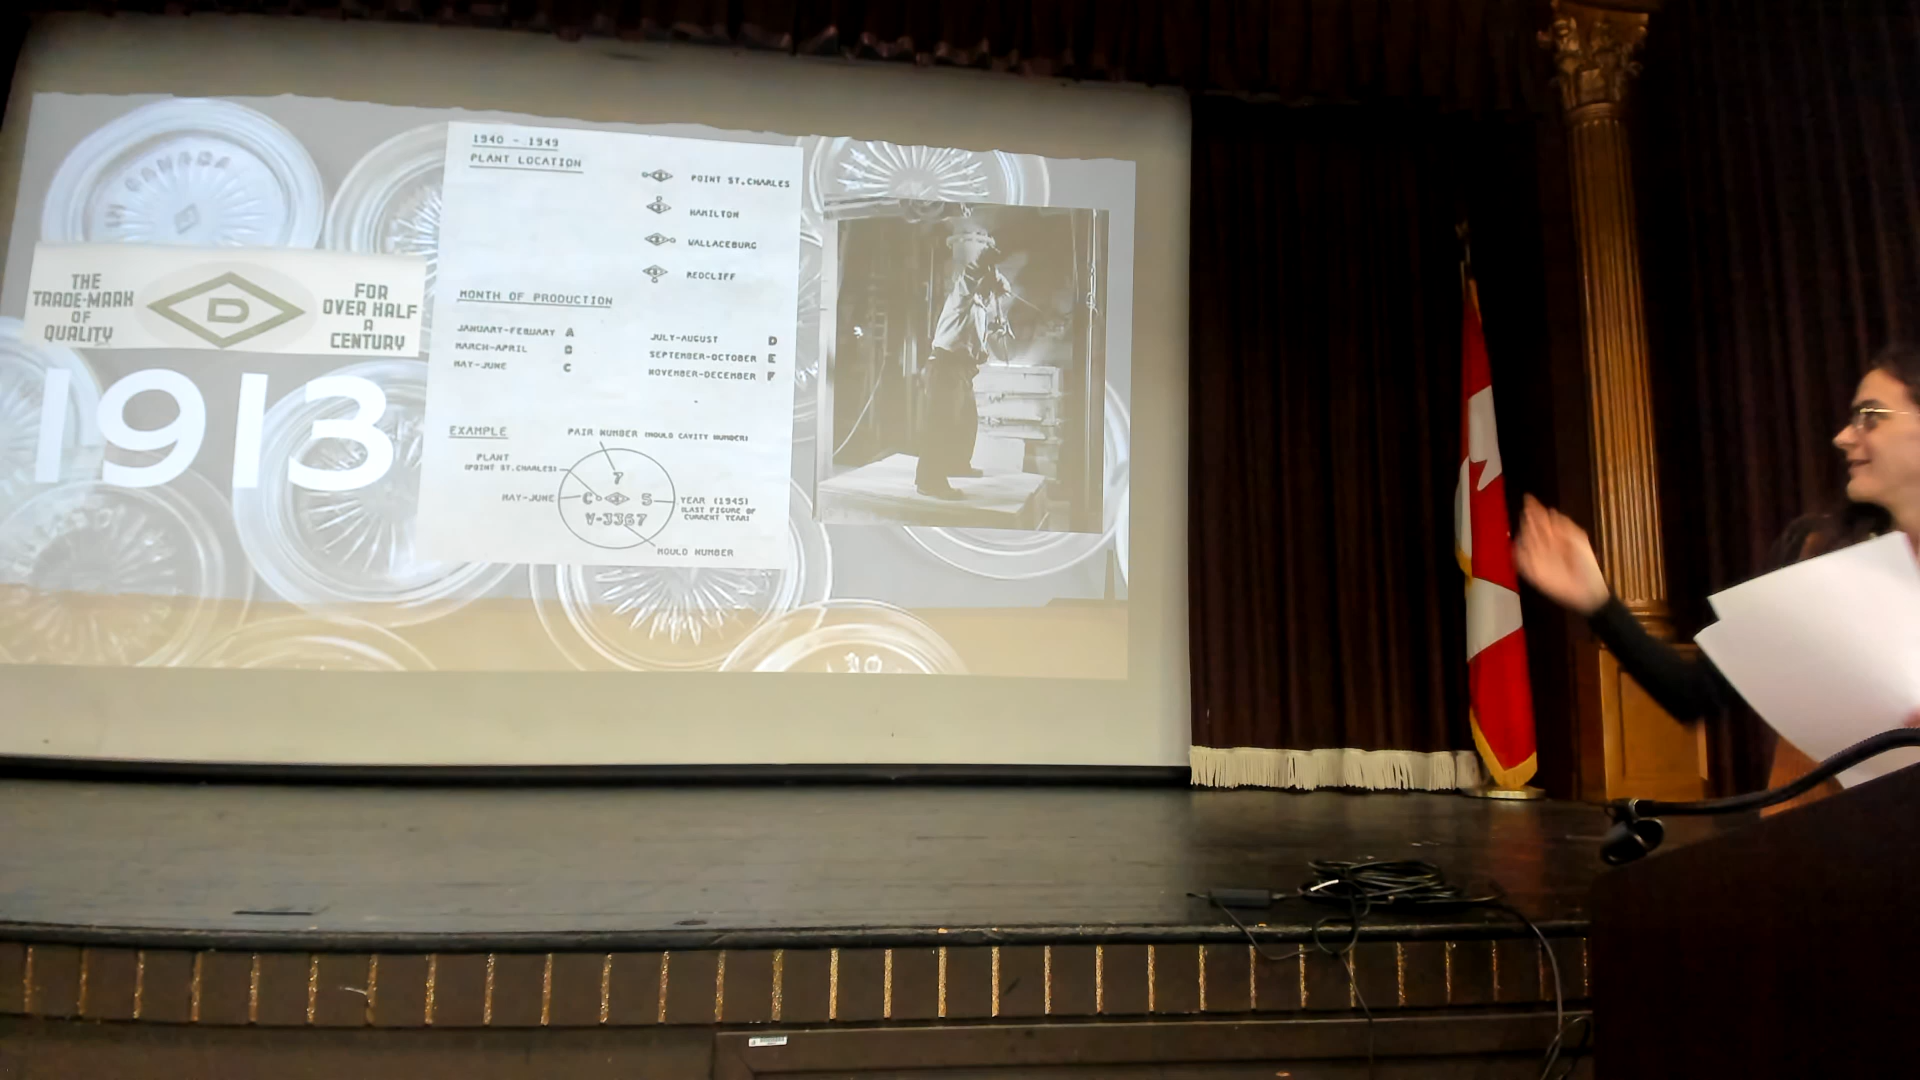 IN CANADA
THE
TRADE-MARK
OF
QUALITY
D
FOR
OVER HALF
A
CENTURY
1913
1940 - 1949
PLANT LOCATION
POINT ST.CHARLES
HAMILTON
WALLACEBURG
REDCLIFF
MONTH OF PRODUCTION
JANUARY-FEBUARY A
MARCH-APRIL B
MAY-JUNE C
JULY-AUGUST D
SEPTEMBER-OCTOBER E
NOVEMBER-DECEMBER F
EXAMPLE
PAIR NUMBER (MOULD CAVITY NUMBER)
PLANT
(POINT ST.CHARLES)
MAY-JUNE
7
C D 5
V-3367
YEAR (1945)
(LAST FIGURE OF
CURRENT YEAR)
MOULD NUMBER